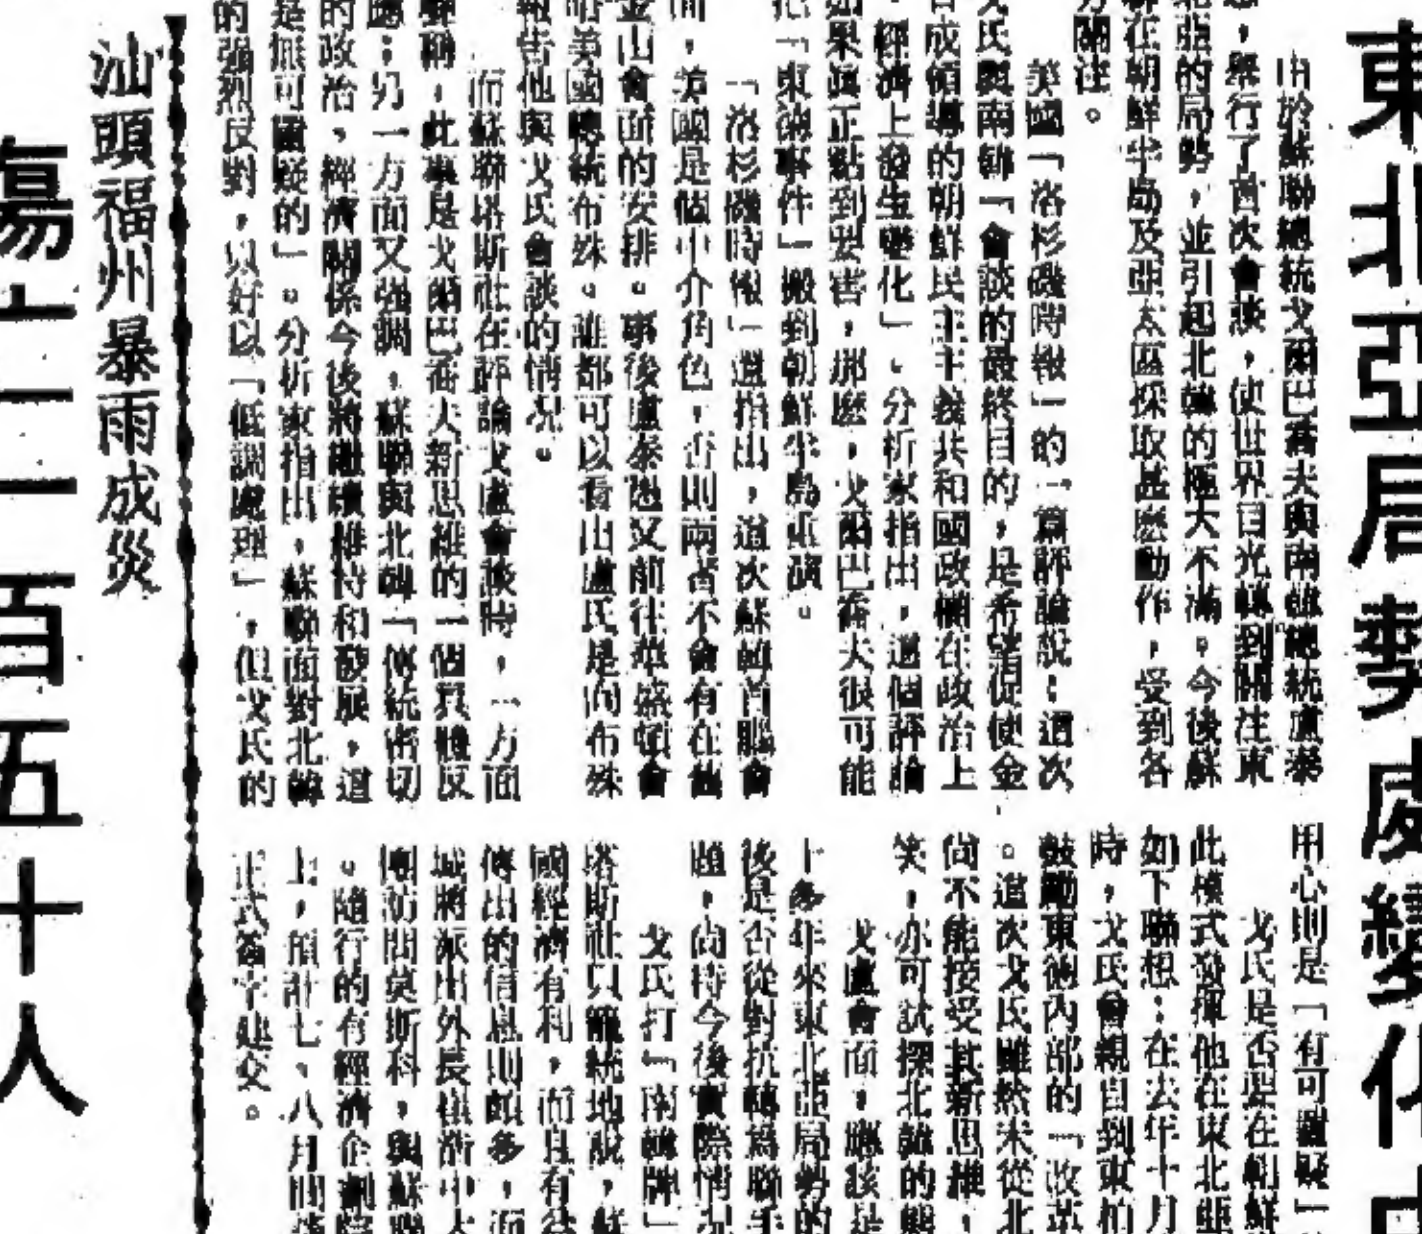 東北亞局勢處變化中
由於蘇聯總統戈爾巴喬夫與南韓總統盧泰
，舉行了首次會談，使世界目光轉到關注東
北亞的局勢，並引起北韓的極大不滿。今後蘇
聯在朝鮮半島及亞太區採取甚麼動作，受到各
方關注。
美國「洛杉磯時報」的一篇評論說：這次
戈氏與南韓「會談的最終目的，是希望促使金
日成領導的朝鮮民主主義共和國政權在政治上
、經濟上發生變化」。分析家指出，這個評論
如果眞正點到要害，那麼，戈爾巴喬夫很可能
把「東歐事件」搬到朝鮮半島重演。
「洛杉磯時報」還指出，這次蘇韓首腦會
面，美國是個中介角色，否則兩者不會有在舊
金山會面的安排。事後盧泰愚又前往華盛頓會
晤美國總統布殊。誰都可以看出盧氏是向布殊
報告他與戈氏會談的情況。
而蘇聯塔斯社在評論戈盧會談時，一方面
聲稱，此事是戈爾巴喬夫新思維的一個具體反
應；另一方面又强調，蘇聯與北韓「傳統密切
的政治，經濟關係今後將繼續維持和發展，這
是無可置疑的」。分析家指出，蘇聯面對北韓
的强烈反對，只好以「低調處理」，但戈氏的
用心則是「有可置疑」
戈氏是否要在朝鮮
此模式發揮他在東北亞
如下聯想：在去年十月
時，戈氏曾親自到東柏
鼓動東德內部的「改革
。這次戈氏雖然未從北
尚不能接受其新思維，
笑，亦可試探北韓的態
戈盧會面，應該是
十多年來東北亞局勢的
後是否從對抗轉為聯手
題，尚待今後實際情況
戈氏打「南韓牌」
塔斯社只籠統地說，蘇
國經濟有利，而且有益
傳出的信息則頗多，而
城將派出外長崔浩中大
團訪問莫斯科，與蘇聯
。隨行的有經濟企劃院
上，預計七、八月間
正式簽字建交。
汕頭福州暴雨成災
傷亡二百五十人